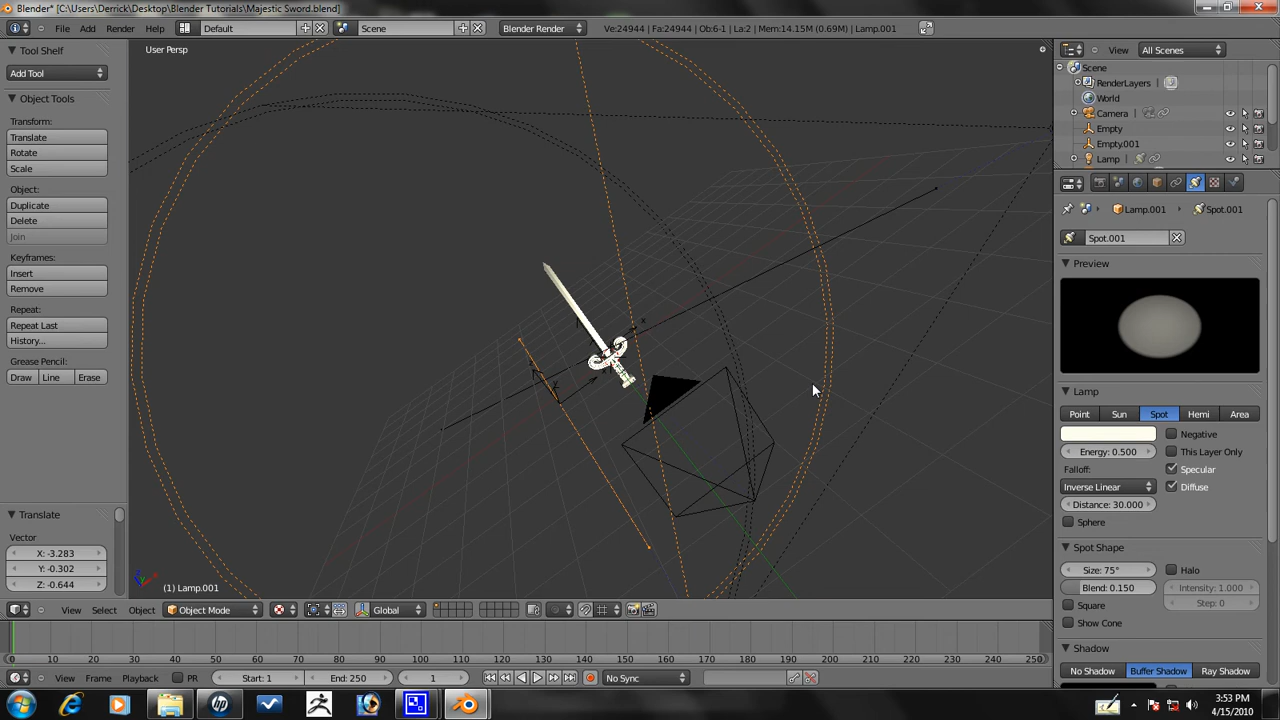 Blender* [C:\Users\Derrick\Desktop\Blender Tutorials\Majestic Sword.blend]
File Add Render Help Default Scene Blender Render Ve:24944 | Fa:24944 | Ob:6-1 | La:2 | Mem:14.15M (0.69M) | Lamp.001
View All Scenes
Tool Shelf
Add Tool
Object Tools
Transform:
Translate
Rotate
Scale
Object:
Duplicate
Delete
Join
Keyframes:
Insert
Remove
Repeat:
Repeat Last
History...
Grease Pencil:
Draw Line Erase
Translate
Vector
X: -3.283
Y: -0.302
Z: -0.644
User Persp
x
(1) Lamp.001
Scene
RenderLayers
World
Camera
Empty
Empty.001
Lamp
Lamp.001 Spot.001
Spot.001
Preview
Lamp
Point Sun Spot Hemi Area
Negative
Energy: 0.500 This Layer Only
Falloff: Specular
Inverse Linear Diffuse
Distance: 30.000
Sphere
Spot Shape
Size: 75° Halo
Blend: 0.150 Intensity: 1.000
Square Step: 0
Show Cone
Shadow
No Shadow Buffer Shadow Ray Shadow
View Select Object Object Mode Global
0 10 20 30 40 50 60 70 80 90 100 110 120 130 140 150 160 170 180 190 200 210 220 230 240 250
View Frame Playback PR Start: 1 End: 250 1 No Sync
3:53 PM
4/15/2010